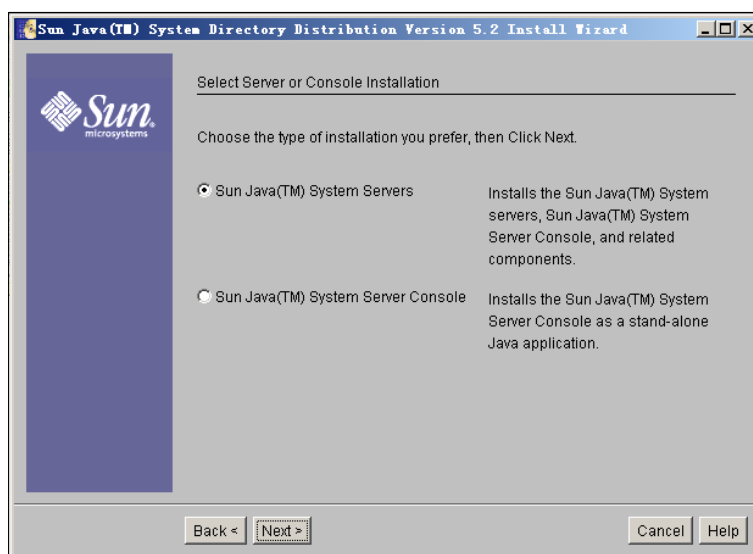 Sun Java(TM) System Directory Distribution Version 5.2 Install Wizard
Sun
microsystems
Select Server or Console Installation
Choose the type of installation you prefer, then Click Next.
Sun Java(TM) System Servers
Installs the Sun Java(TM) System
servers, Sun Java(TM) System
Server Console, and related
components.
Sun Java(TM) System Server Console
Installs the Sun Java(TM) System
Server Console as a stand-alone
Java application.
Back <
Next >
Cancel
Help